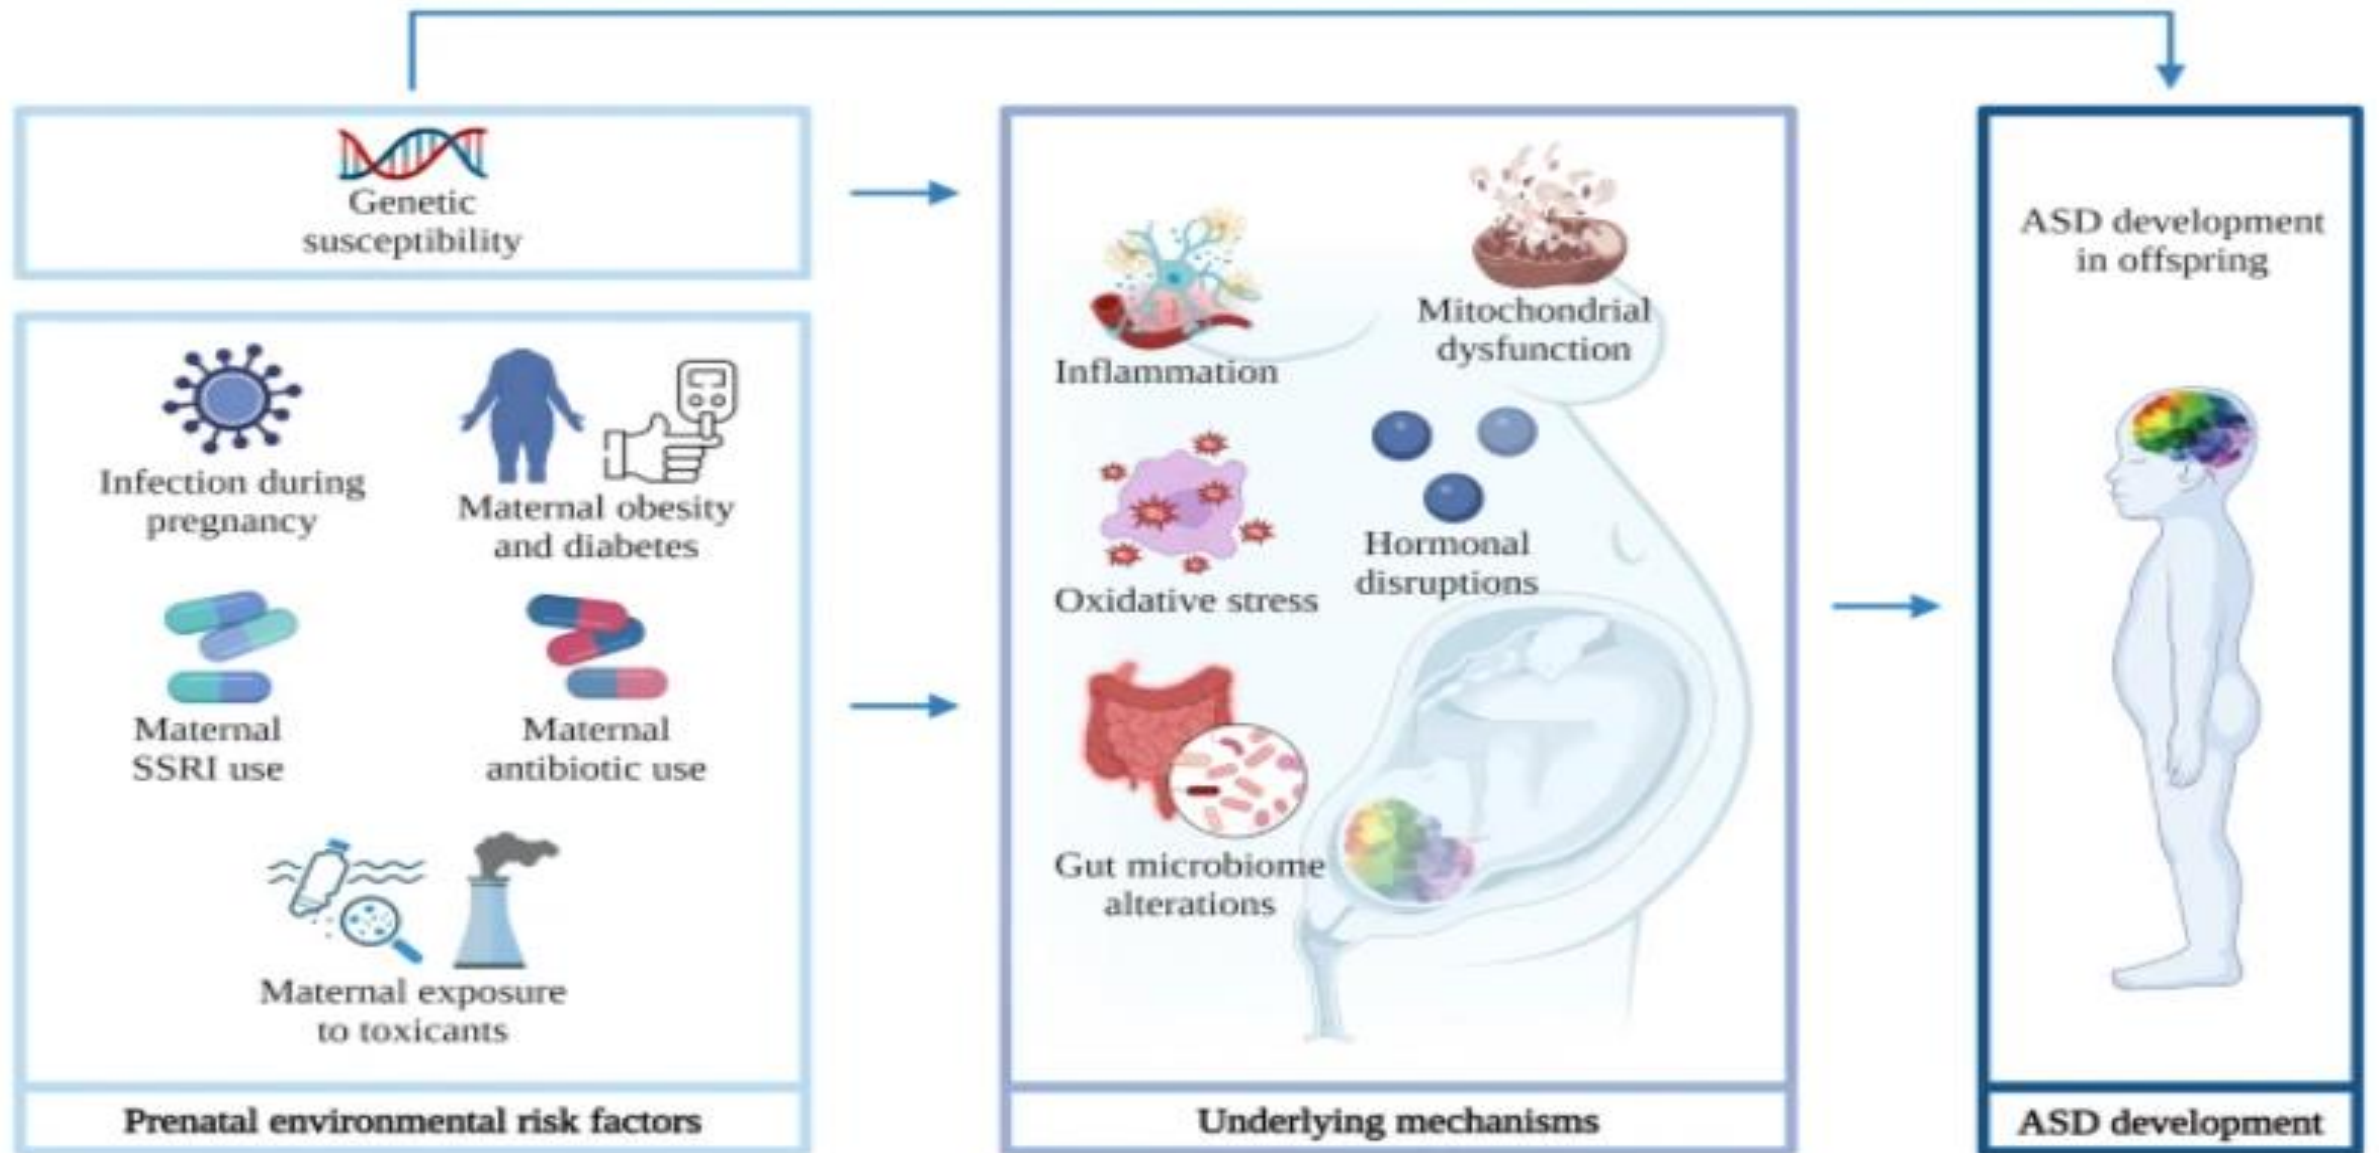 Genetic
susceptibility
Infection during
pregnancy
Maternal obesity
and diabetes
Maternal
SSRI use
Maternal
antibiotic use
Maternal exposure
to toxicants
Prenatal environmental risk factors
Inflammation
Mitochondrial
dysfunction
Oxidative stress
Hormonal
disruptions
Gut microbiome
alterations
Underlying mechanisms
ASD development
in offspring
ASD development